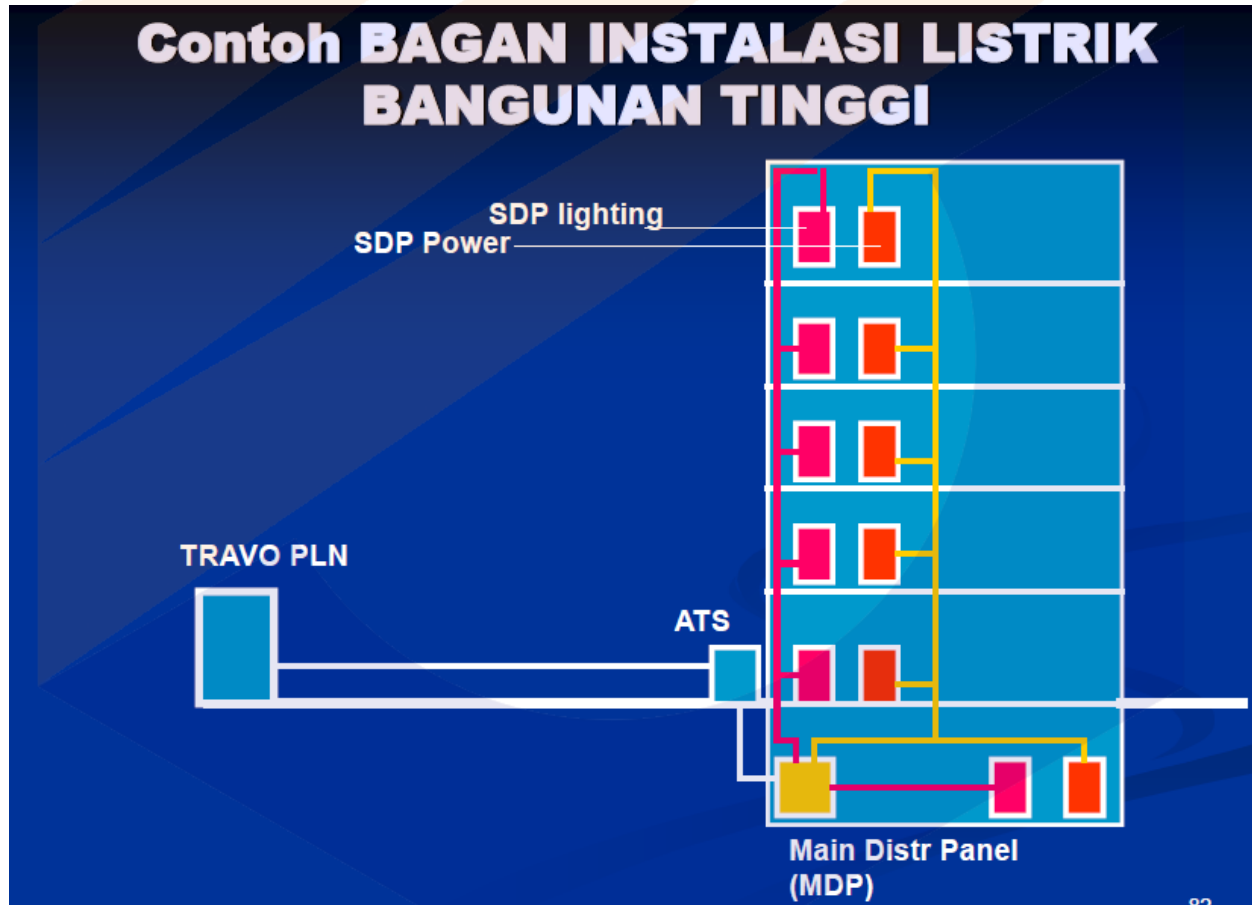 Contoh BAGAN INSTALASI LISTRIK
BANGUNAN TINGGI
SDP lighting
SDP Power
TRAVO PLN
ATS
Main Distr Panel
(MDP)